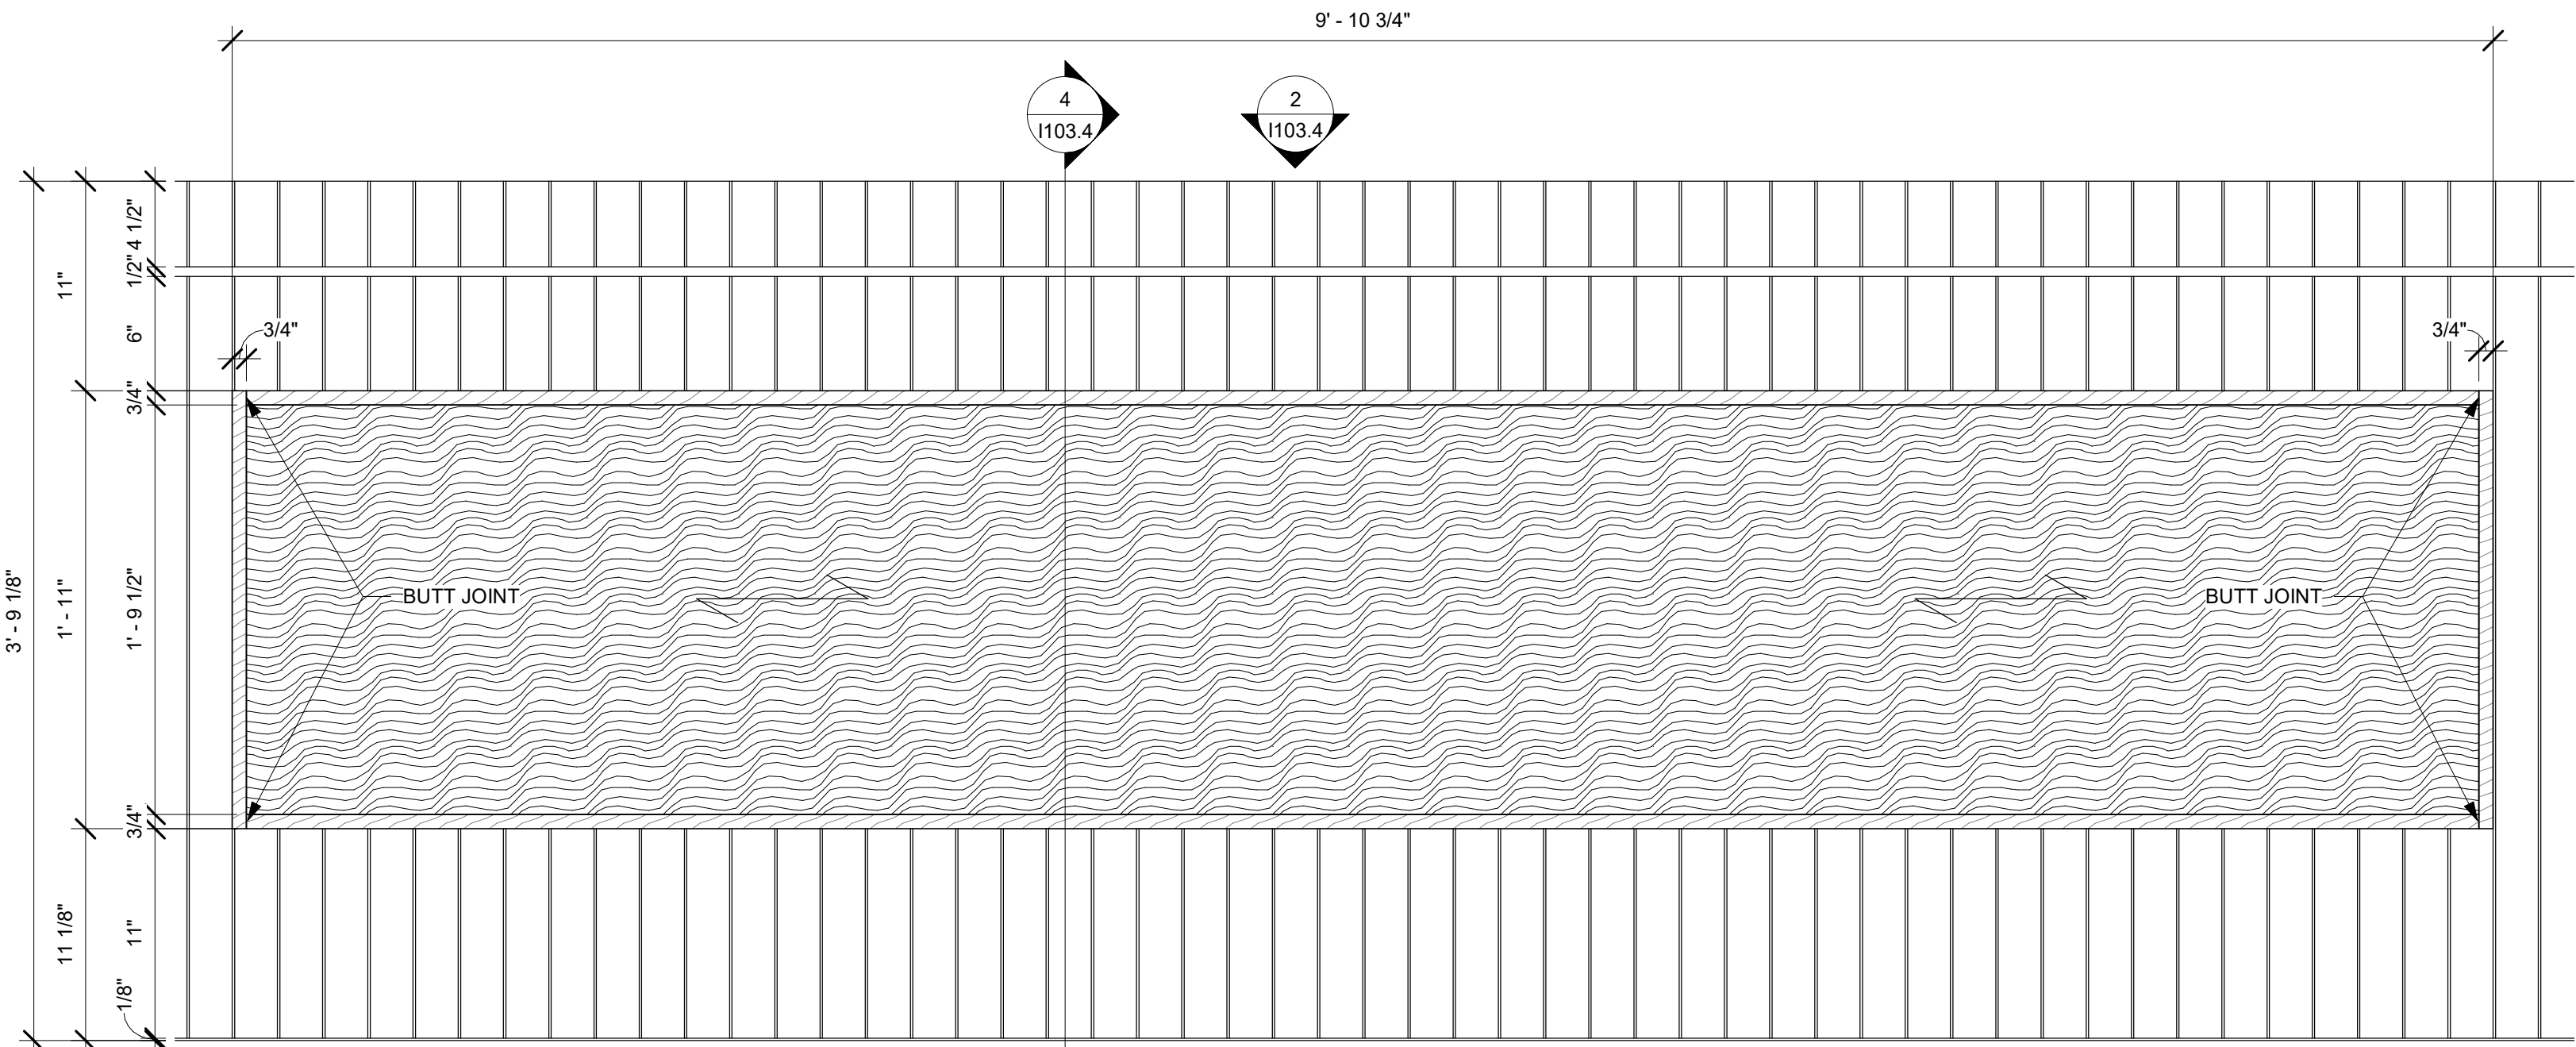 9' - 10 3/4"
4
I103.4
2
I103.4
4 1/2"
1/2"
11"
6"
3/4"
3/4"
3/4"
3' - 9 1/8"
1' - 11"
1' - 9 1/2"
BUTT JOINT
BUTT JOINT
3/4"
11 1/8"
11"
1/8"